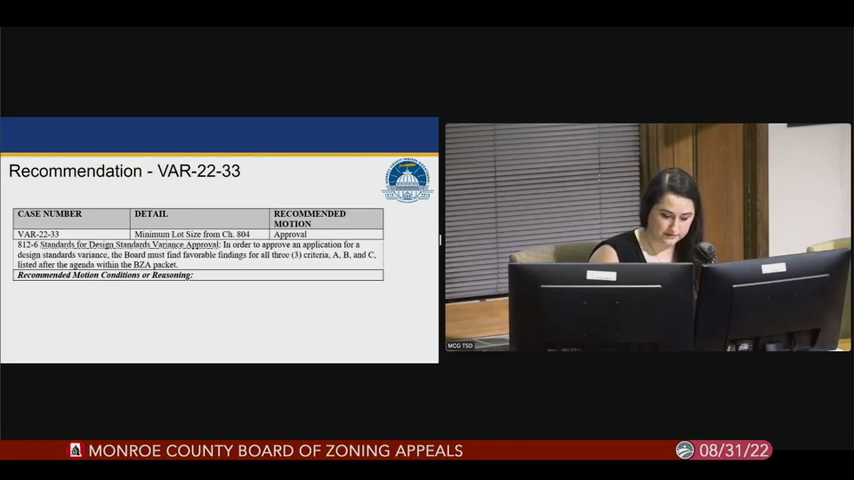 Recommendation - VAR-22-33
CASE NUMBER DETAIL RECOMMENDED
MOTION
VAR-22-33 Minimum Lot Size from Ch. 804 Approval
812-6 Standards for Design Standards Variance Approval: In order to approve an application for a
design standards variance, the Board must find favorable findings for all three (3) criteria, A, B, and C,
listed after the agenda within the BZA packet.
Recommended Motion Conditions or Reasoning:
MCG TSD
MONROE COUNTY BOARD OF ZONING APPEALS
08/31/22